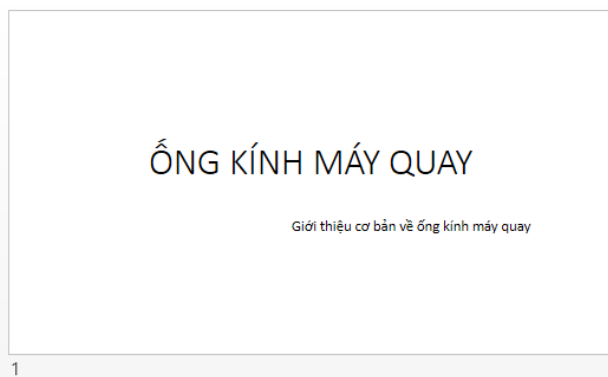 ỐNG KÍNH MÁY QUAY
Giới thiệu cơ bản về ống kính máy quay
1